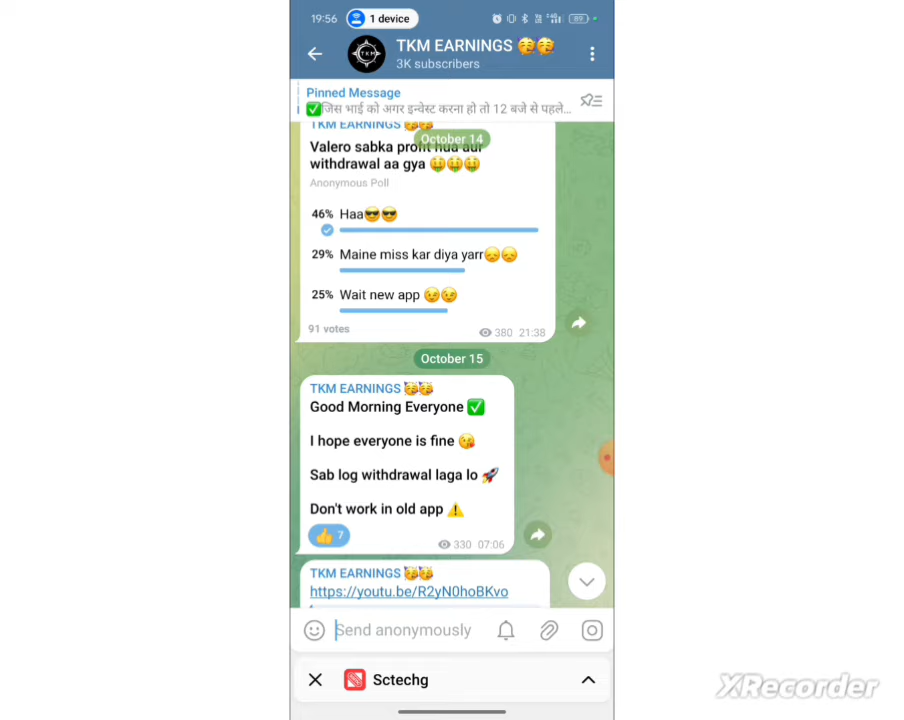 19:56 1 device 89
TKM EARNINGS 🥳🥳
3K subscribers
Pinned Message
✅जिस भाई को अगर इन्वेस्ट करना हो तो 12 बजे से पहले...
TKM EARNINGS 🥳🥳
October 14
Valero sabka profit hua aur
withdrawal aa gya 🤑🤑🤑
Anonymous Poll
46% Haa😎😎
29% Maine miss kar diya yarr😞😞
25% Wait new app 😉😉
91 votes
380 21:38
October 15
TKM EARNINGS 🥳🥳
Good Morning Everyone ✅
I hope everyone is fine 😘
Sab log withdrawal laga lo 🚀
Don't work in old app ⚠️
👍 7
330 07:06
TKM EARNINGS 🥳🥳
https://youtu.be/R2yN0hoBKvo
Send anonymously
Sctechg
XRecorder